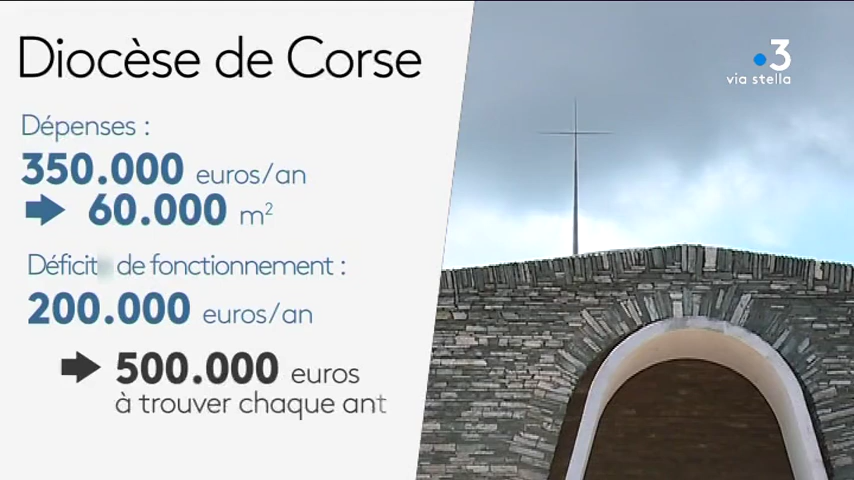 Diocèse de Corse
3
via stella
Dépenses :
350.000 euros/an
60.000 m²
Déficit de fonctionnement :
200.000 euros/an
500.000 euros
à trouver chaque ant